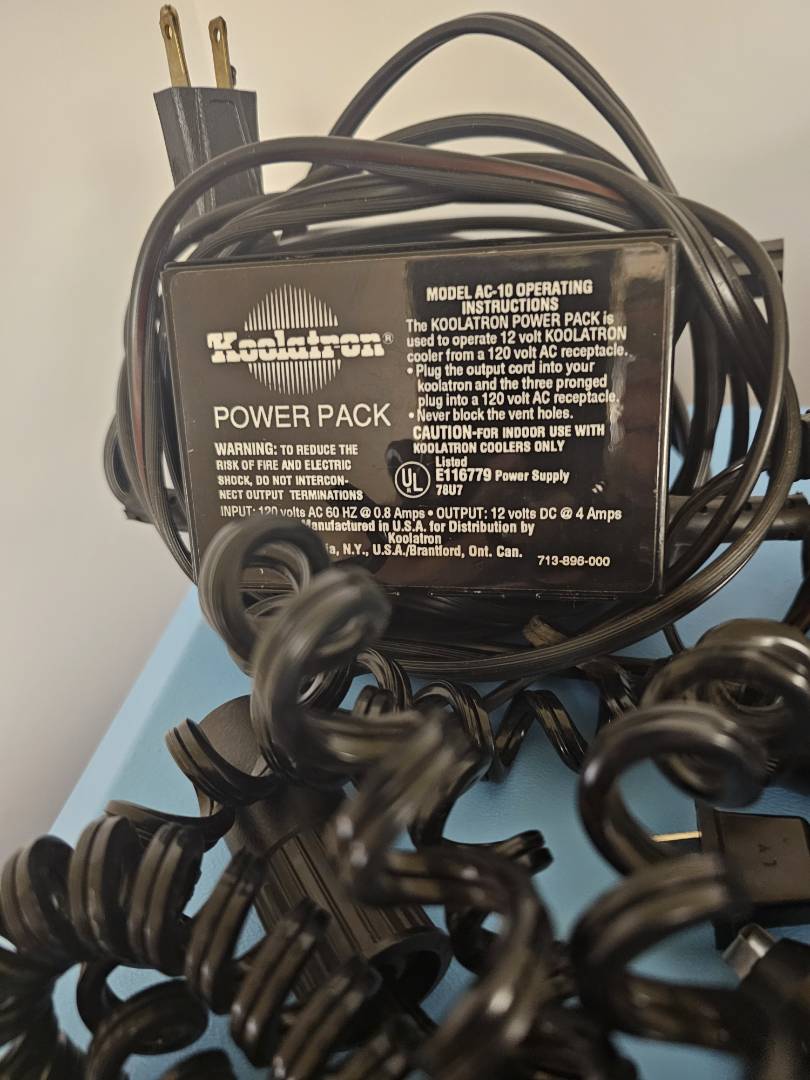 Koolatron®
POWER PACK
WARNING: TO REDUCE THE
RISK OF FIRE AND ELECTRIC
SHOCK, DO NOT INTERCON-
NECT OUTPUT TERMINATIONS
MODEL AC-10 OPERATING
INSTRUCTIONS
The KOOLATRON POWER PACK is
used to operate 12 volt KOOLATRON
cooler from a 120 volt AC receptacle.
• Plug the output cord into your
koolatron and the three pronged
plug into a 120 volt AC receptacle.
• Never block the vent holes.
CAUTION-FOR INDOOR USE WITH
KOOLATRON COOLERS ONLY
UL
Listed
E116779 Power Supply
78U7
INPUT: 120 volts AC 60 HZ @ 0.8 Amps • OUTPUT: 12 volts DC @ 4 Amps
Manufactured in U.S.A. for Distribution by
Koolatron
N.Y., U.S.A./Brantford, Ont. Can.
713-896-000